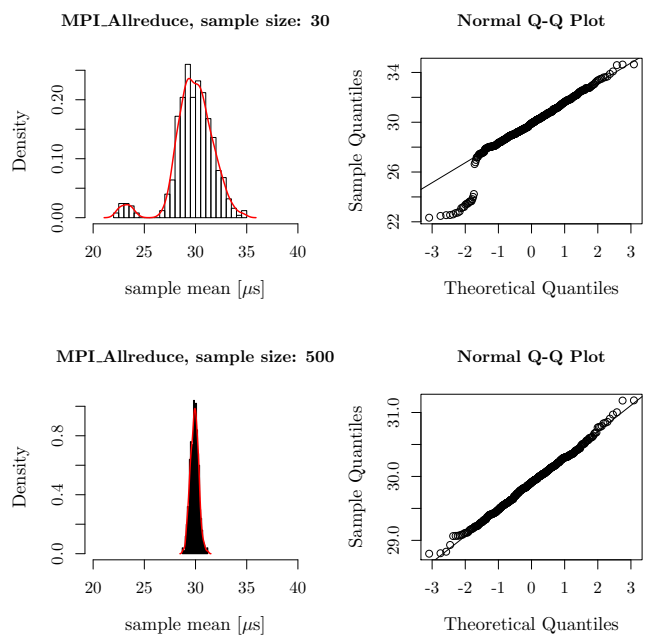 MPI_Allreduce, sample size: 30
Normal Q-Q Plot
Density
0.00
0.10
0.20
20 25 30 35 40
sample mean [μs]
Sample Quantiles
22
26
30
34
-3 -2 -1 0 1 2 3
Theoretical Quantiles
MPI_Allreduce, sample size: 500
Normal Q-Q Plot
Density
0.0
0.4
0.8
20 25 30 35 40
sample mean [μs]
Sample Quantiles
29.0
30.0
31.0
-3 -2 -1 0 1 2 3
Theoretical Quantiles